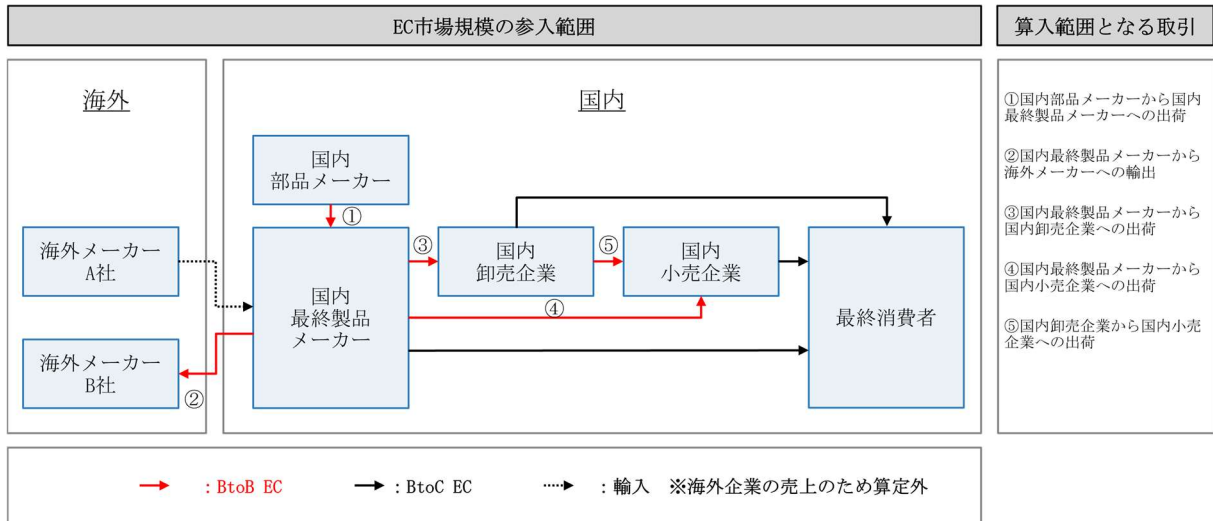 EC市場規模の参入範囲
算入範囲となる取引
海外
国内
国内
部品メーカー
①
海外メーカー
A社
国内
最終製品
メーカー
③
国内
卸売企業
⑤
国内
小売企業
④
最終消費者
海外メーカー
B社
②
①国内部品メーカーから国内
最終製品メーカーへの出荷
②国内最終製品メーカーから
海外メーカーへの輸出
③国内最終製品メーカーから
国内卸売企業への出荷
④国内最終製品メーカーから
国内小売企業への出荷
⑤国内卸売企業から国内小売
企業への出荷
：BtoB EC
：BtoC EC
：輸入 ※海外企業の売上のため算定外